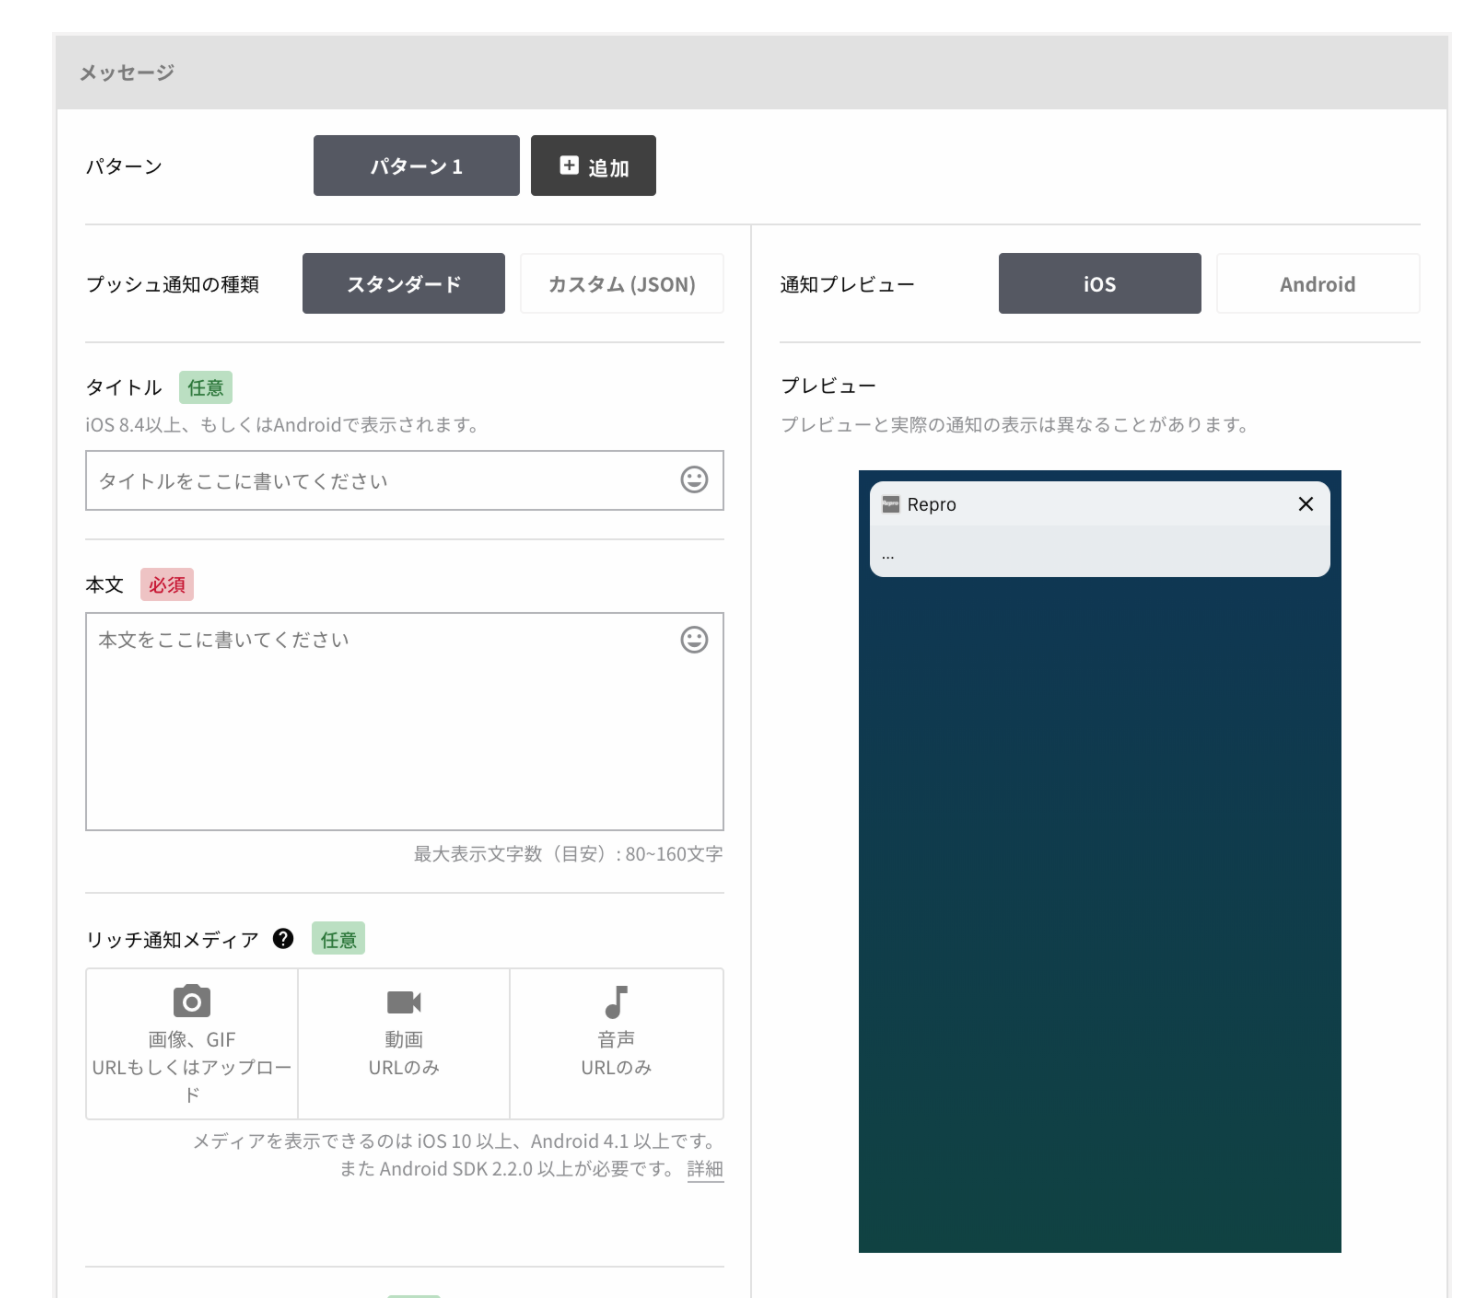 メッセージ
パターン
パターン 1
追加
プッシュ通知の種類
スタンダード
カスタム (JSON)
タイトル 任意
iOS 8.4以上、もしくはAndroidで表示されます。
タイトルをここに書いてください
本文 必須
本文をここに書いてください
最大表示文字数（目安）: 80~160文字
リッチ通知メディア ? 任意
画像、GIF
URLもしくはアップロー
ド
動画
URLのみ
音声
URLのみ
メディアを表示できるのは iOS 10 以上、Android 4.1 以上です。
また Android SDK 2.2.0 以上が必要です。 詳細
通知プレビュー
iOS
Android
プレビュー
プレビューと実際の通知の表示は異なることがあります。
Repro
...